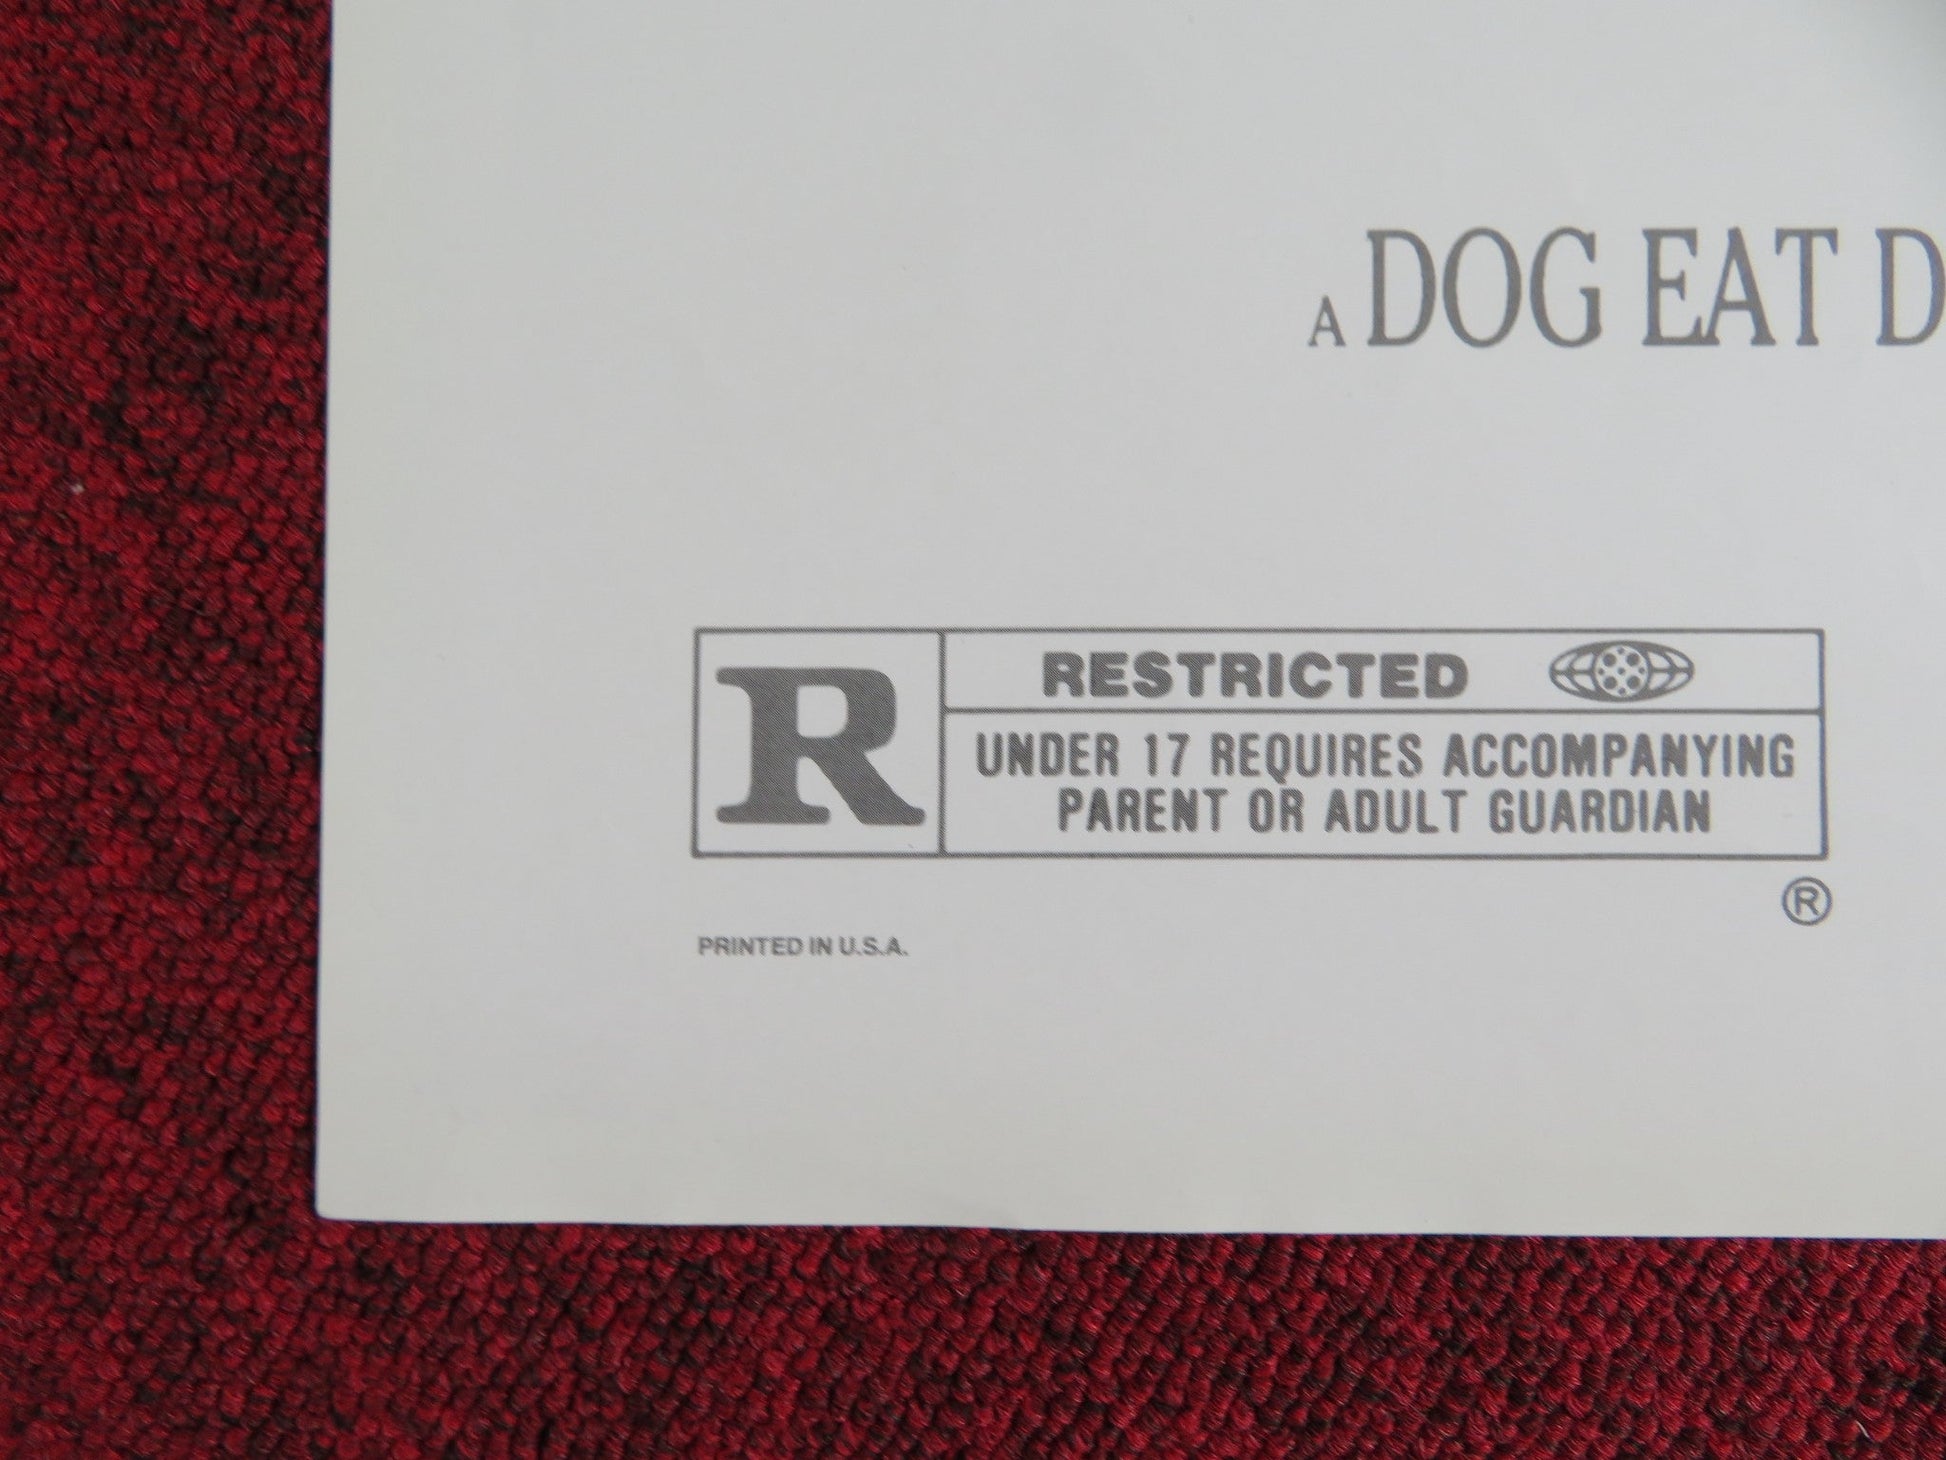 A DOG EAT D
R
RESTRICTED
UNDER 17 REQUIRES ACCOMPANYING
PARENT OR ADULT GUARDIAN
®
PRINTED IN U.S.A.